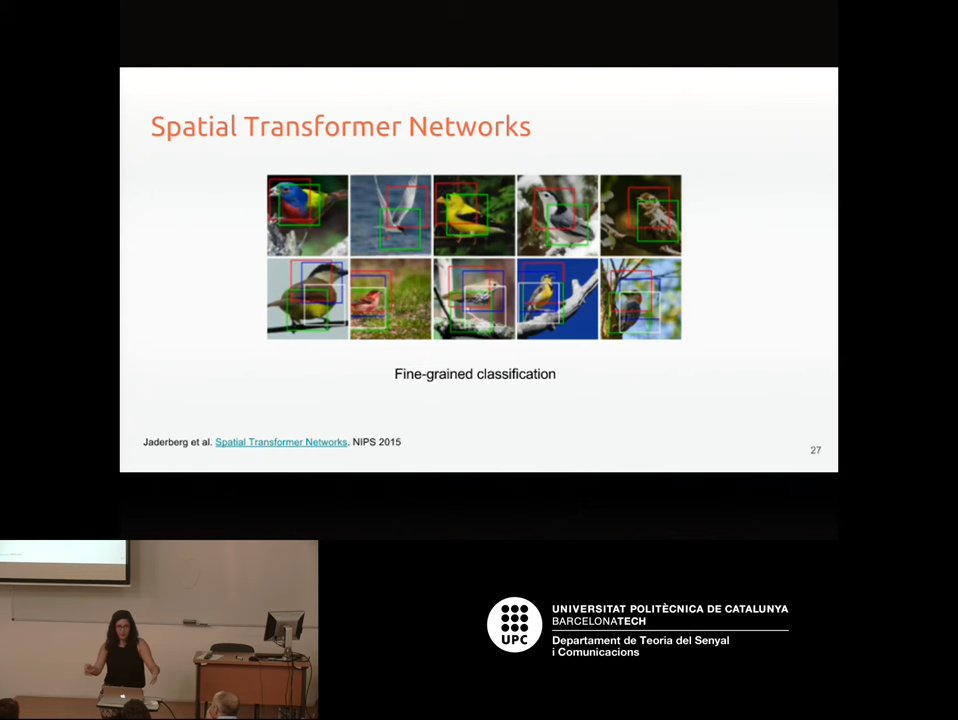 Spatial Transformer Networks
Fine-grained classification
Jaderberg et al. Spatial Transformer Networks. NIPS 2015
27
UPC
UNIVERSITAT POLITÈCNICA DE CATALUNYA
BARCELONATECH
Departament de Teoria del Senyal
i Comunicacions